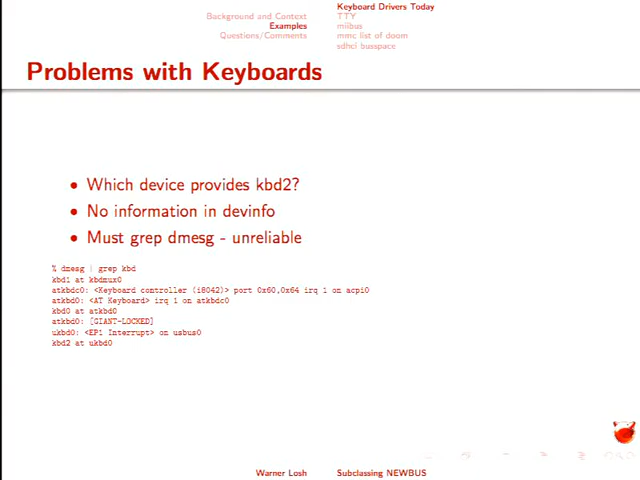 Background and Context
Examples
Questions/Comments
Keyboard Drivers Today
TTY
miibus
mmc list of doom
sdhci busspace
Problems with Keyboards
• Which device provides kbd2?
• No information in devinfo
• Must grep dmesg - unreliable
% dmesg | grep kbd
kbd1 at kbdmux0
atkbdc0: <Keyboard controller (i8042)> port 0x60,0x64 irq 1 on acpi0
atkbd0: <AT Keyboard> irq 1 on atkbdc0
kbd0 at atkbd0
atkbd0: [GIANT-LOCKED]
ukbd0: <EP1 Interrupt> on usbus0
kbd2 at ukbd0
Warner Losh
Subclassing NEWBUS